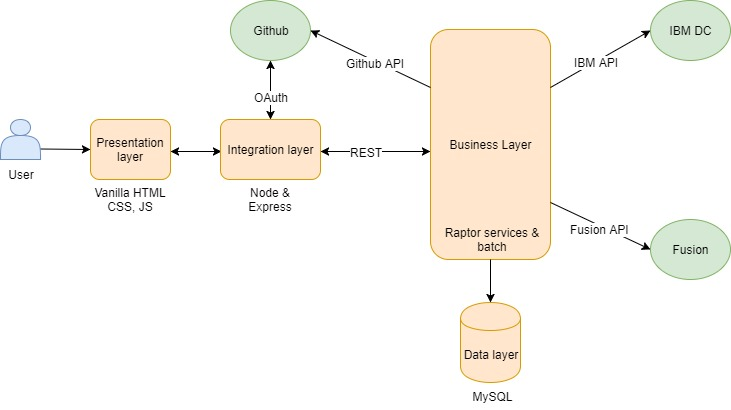 Github
IBM DC
Github API
IBM API
OAuth
Presentation
layer
Integration layer
REST
Business Layer
User
Vanilla HTML
CSS, JS
Node &
Express
Raptor services &
batch
Fusion API
Fusion
Data layer
MySQL